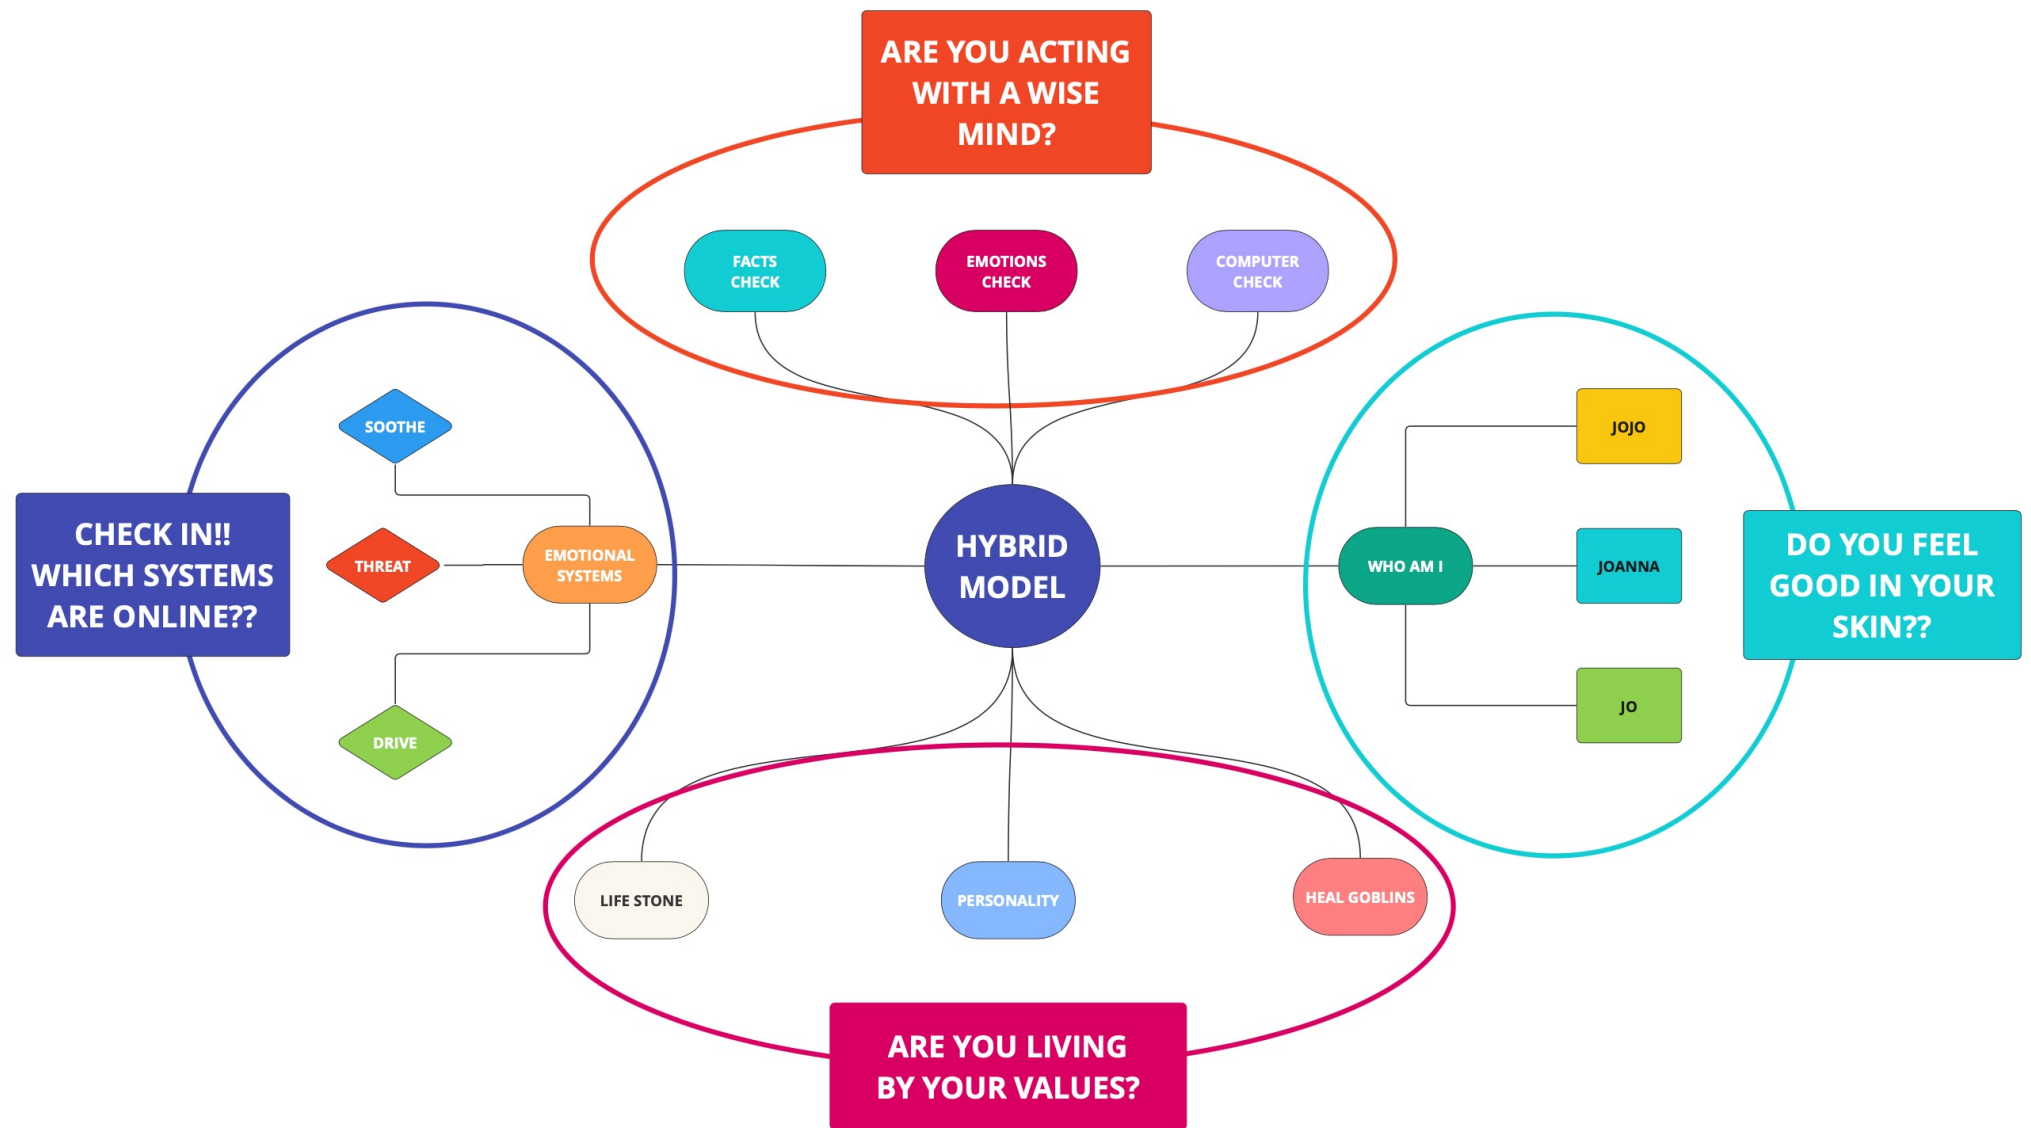 ARE YOU ACTING
WITH A WISE
MIND?
FACTS
CHECK
EMOTIONS
CHECK
COMPUTER
CHECK
SOOTHE
THREAT
DRIVE
EMOTIONAL
SYSTEMS
CHECK IN!!
WHICH SYSTEMS
ARE ONLINE??
HYBRID
MODEL
WHO AM I
JOJO
JOANNA
JO
DO YOU FEEL
GOOD IN YOUR
SKIN??
LIFE STONE
PERSONALITY
HEAL GOBLINS
ARE YOU LIVING
BY YOUR VALUES?